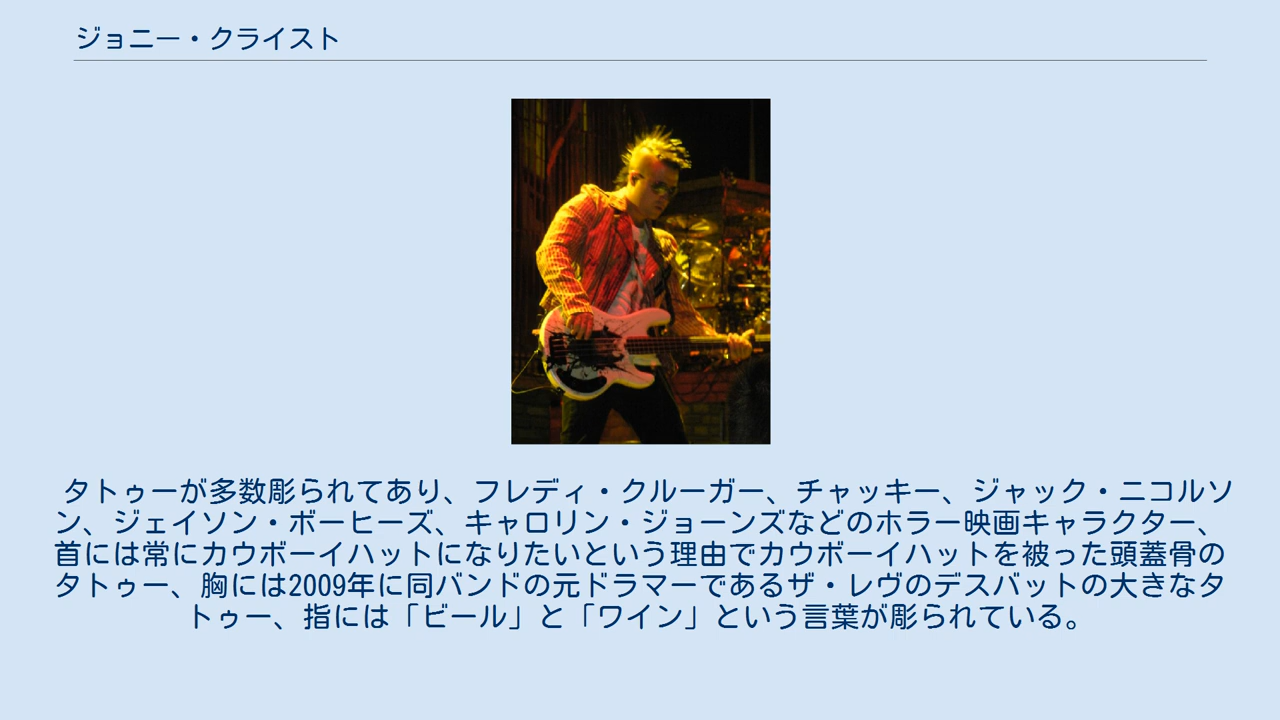 ジョニー・クライスト
タトゥーが多数彫られてあり、フレディ・クルーガー、チャッキー、ジャック・ニコルソ
ン、ジェイソン・ボーヒーズ、キャロリン・ジョーンズなどのホラー映画キャラクター、
首には常にカウボーイハットになりたいという理由でカウボーイハットを被った頭蓋骨の
タトゥー、胸には2009年に同バンドの元ドラマーであるザ・レヴのデスバットの大きなタ
トゥー、指には「ビール」と「ワイン」という言葉が彫られている。